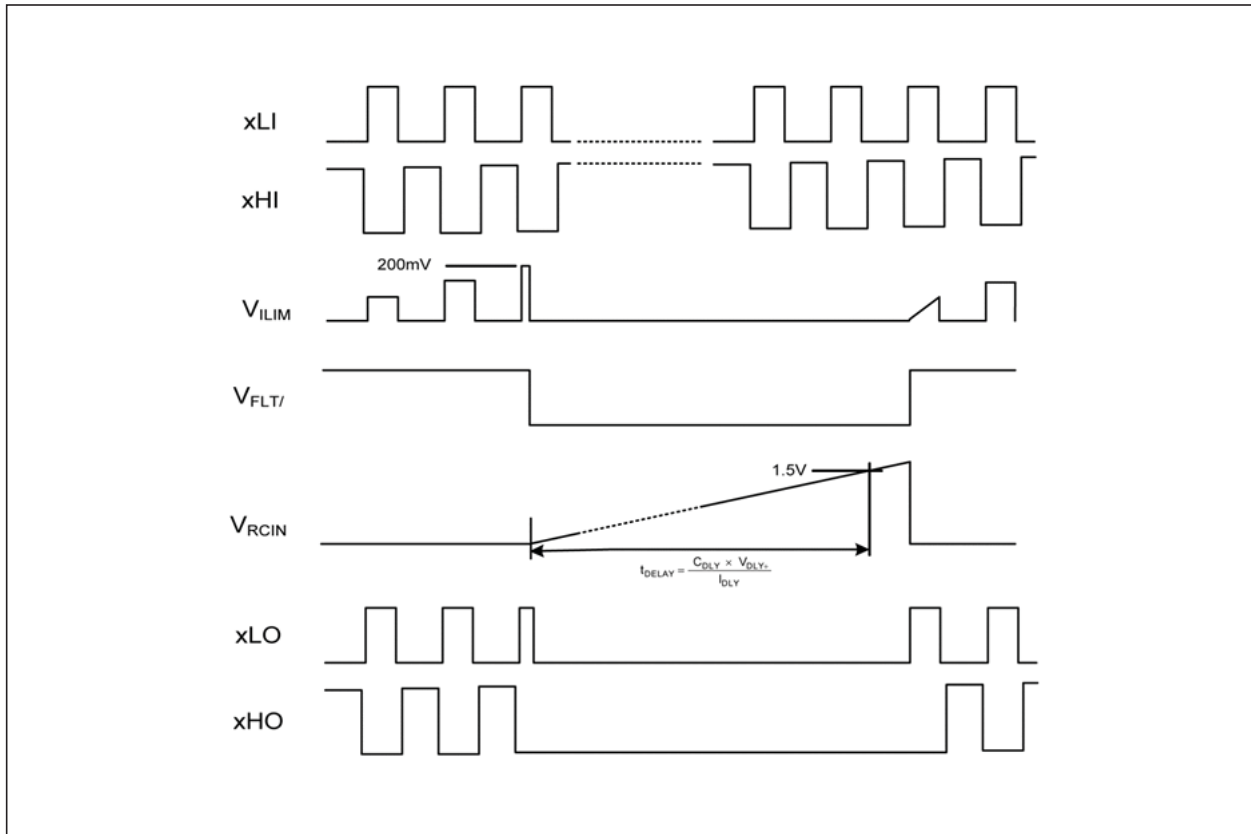 xLI
xHI
200mV
VILIM
VFLT/
1.5V
VRCIN
tDELAY = CDLY × VDLY+ / IDLY
xLO
xHO